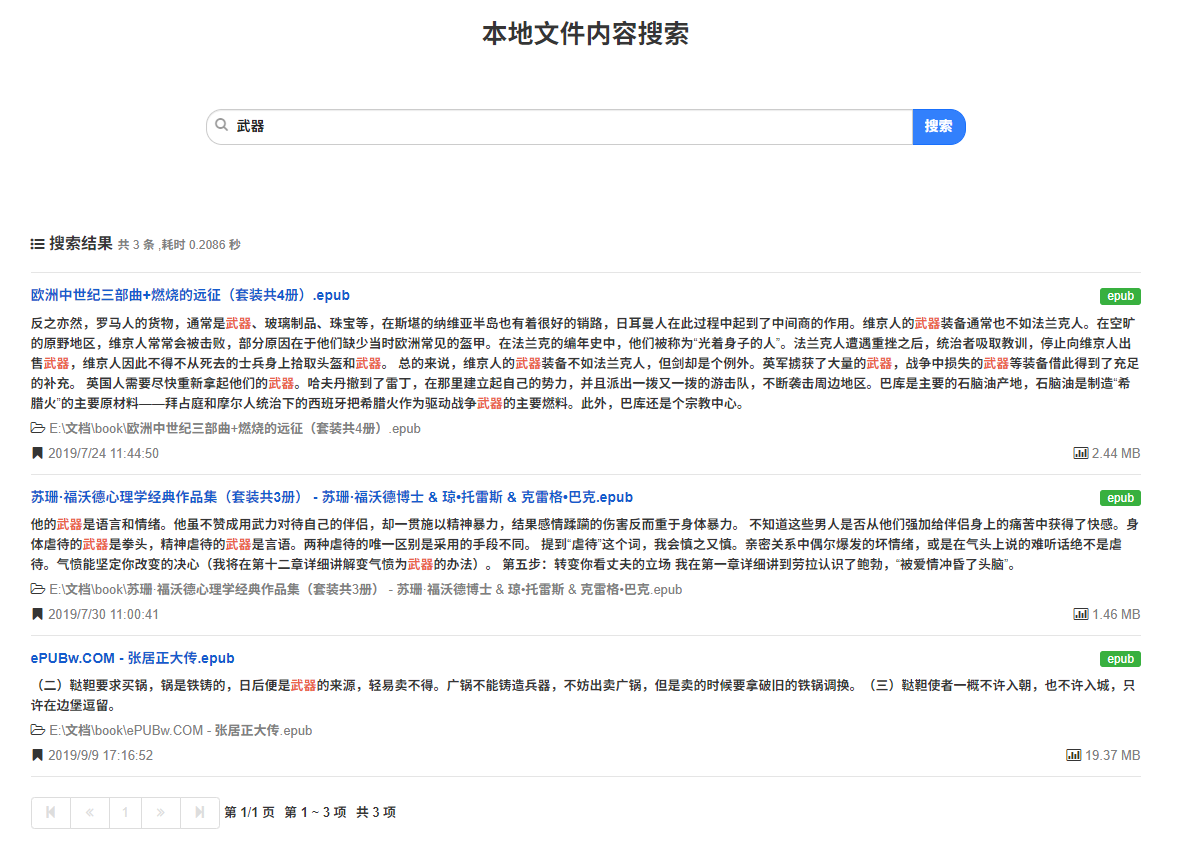 本地文件内容搜索
武器 搜索
搜索结果 共 3 条 ,耗时 0.2086 秒
欧洲中世纪三部曲+燃烧的远征（套装共4册）.epub epub
反之亦然，罗马人的货物，通常是武器、玻璃制品、珠宝等，在斯堪的纳维亚半岛也有着很好的销路，日耳曼人在此过程中起到了中间商的作用。维京人的武器装备通常也不如法兰克人。在空旷
的原野地区，维京人常常会被击败，部分原因在于他们缺少当时欧洲常见的盔甲。在法兰克的编年史中，他们被称为“光着身子的人”。法兰克人遭遇重挫之后，统治者吸取教训，停止向维京人出
售武器，维京人因此不得不从死去的士兵身上拾取头盔和武器。 总的来说，维京人的武器装备不如法兰克人，但剑却是个例外。英军掳获了大量的武器，战争中损失的武器等装备借此得到了充足
的补充。 英国人需要尽快重新拿起他们的武器。哈夫丹撤到了雷丁，在那里建立起自己的势力，并且派出一拨又一拨的游击队，不断袭击周边地区。巴库是主要的石脑油产地，石脑油是制造“希
腊火”的主要原材料——拜占庭和摩尔人统治下的西班牙把希腊火作为驱动战争武器的主要燃料。此外，巴库还是个宗教中心。
E:\文档\book\欧洲中世纪三部曲+燃烧的远征（套装共4册）.epub
2019/7/24 11:44:50 2.44 MB
苏珊·福沃德心理学经典作品集（套装共3册） - 苏珊·福沃德博士 & 琼•托雷斯 & 克雷格•巴克.epub epub
他的武器是语言和情绪。他虽不赞成用武力对待自己的伴侣，却一贯施以精神暴力，结果感情蹂躏的伤害反而重于身体暴力。 不知道这些男人是否从他们强加给伴侣身上的痛苦中获得了快感。身
体虐待的武器是拳头，精神虐待的武器是言语。两种虐待的唯一区别是采用的手段不同。 提到“虐待”这个词，我会慎之又慎。亲密关系中偶尔爆发的坏情绪，或是在气头上说的难听话绝不是虐
待。气愤能坚定你改变的决心（我将在第十二章详细讲解变气愤为武器的办法）。 第五步：转变你看丈夫的立场 我在第一章详细讲到劳拉认识了鲍勃，“被爱情冲昏了头脑”。
E:\文档\book\苏珊·福沃德心理学经典作品集（套装共3册） - 苏珊·福沃德博士 & 琼•托雷斯 & 克雷格•巴克.epub
2019/7/30 11:00:41 1.46 MB
ePUBw.COM - 张居正大传.epub epub
（二）鞑靼要求买锅，锅是铁铸的，日后便是武器的来源，轻易卖不得。广锅不能铸造兵器，不妨出卖广锅，但是卖的时候要拿破旧的铁锅调换。（三）鞑靼使者一概不许入朝，也不许入城，只
许在边堡逗留。
E:\文档\book\ePUBw.COM - 张居正大传.epub
2019/9/9 17:16:52 19.37 MB
1 第 1/1 页 第 1 ~ 3 项 共 3 项